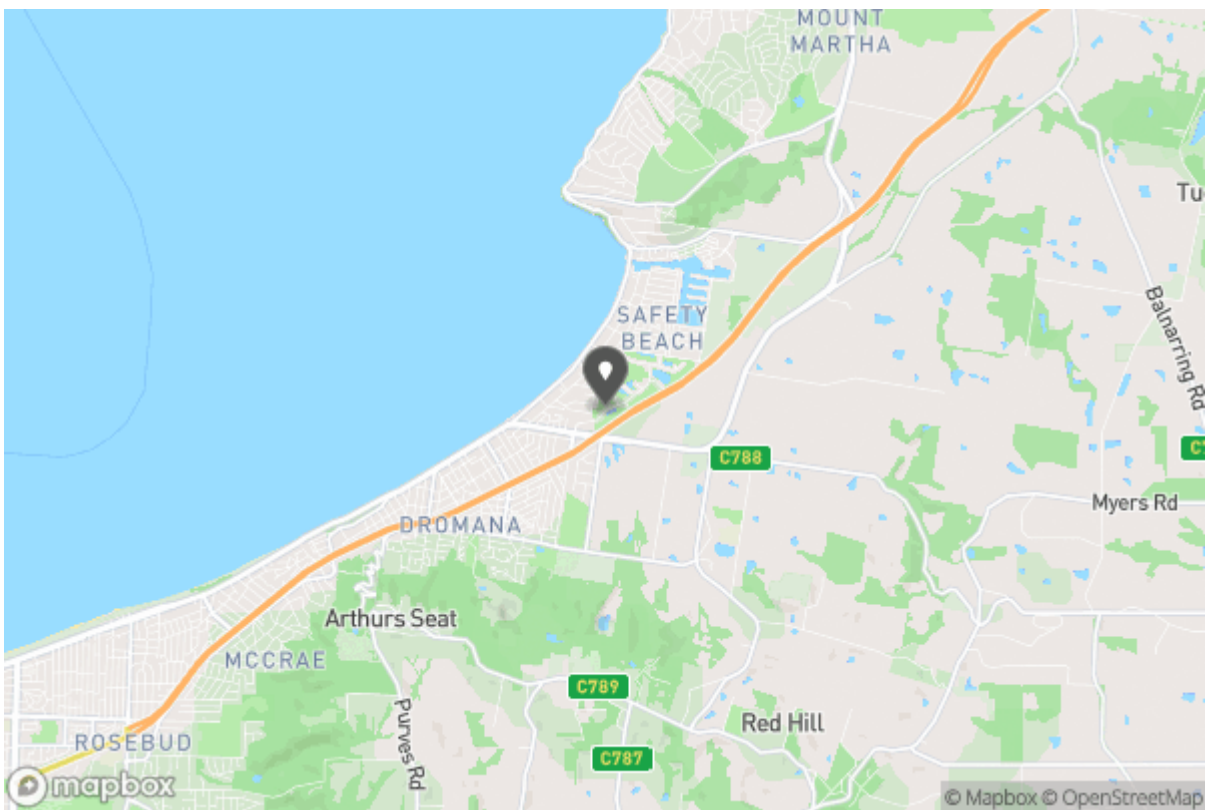 MOUNT
MARTHA
Tu
SAFETY
BEACH
Balnarring Rd
C788
C7
Myers Rd
DROMANA
Arthurs Seat
MCCRAE
C789
Purves Rd
Red Hill
ROSEBUD
C787
mapbox
© Mapbox © OpenStreetMap